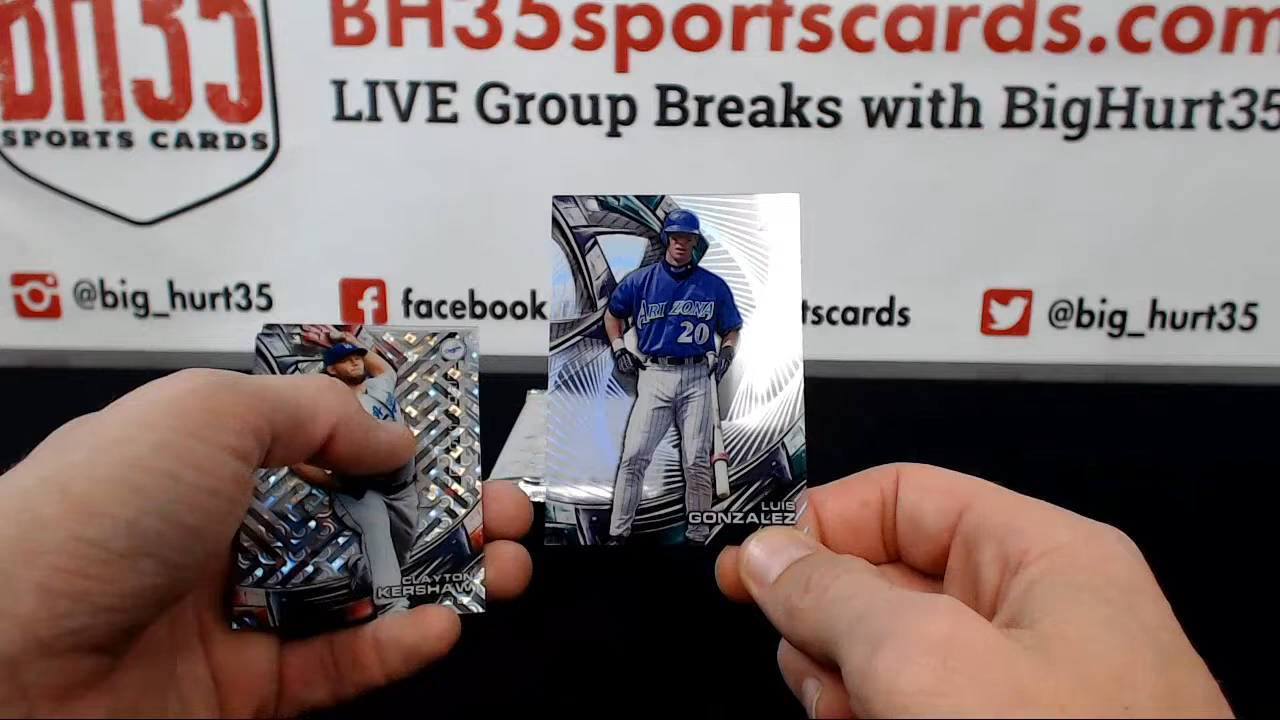 BH35
SPORTS CARDS
BH35sportscards.com
LIVE Group Breaks with BigHurt35
@big_hurt35
facebook
tscards
@big_hurt35
ARIZONA
20
LUIS
GONZALEZ
CLAYTON
KERSHAW